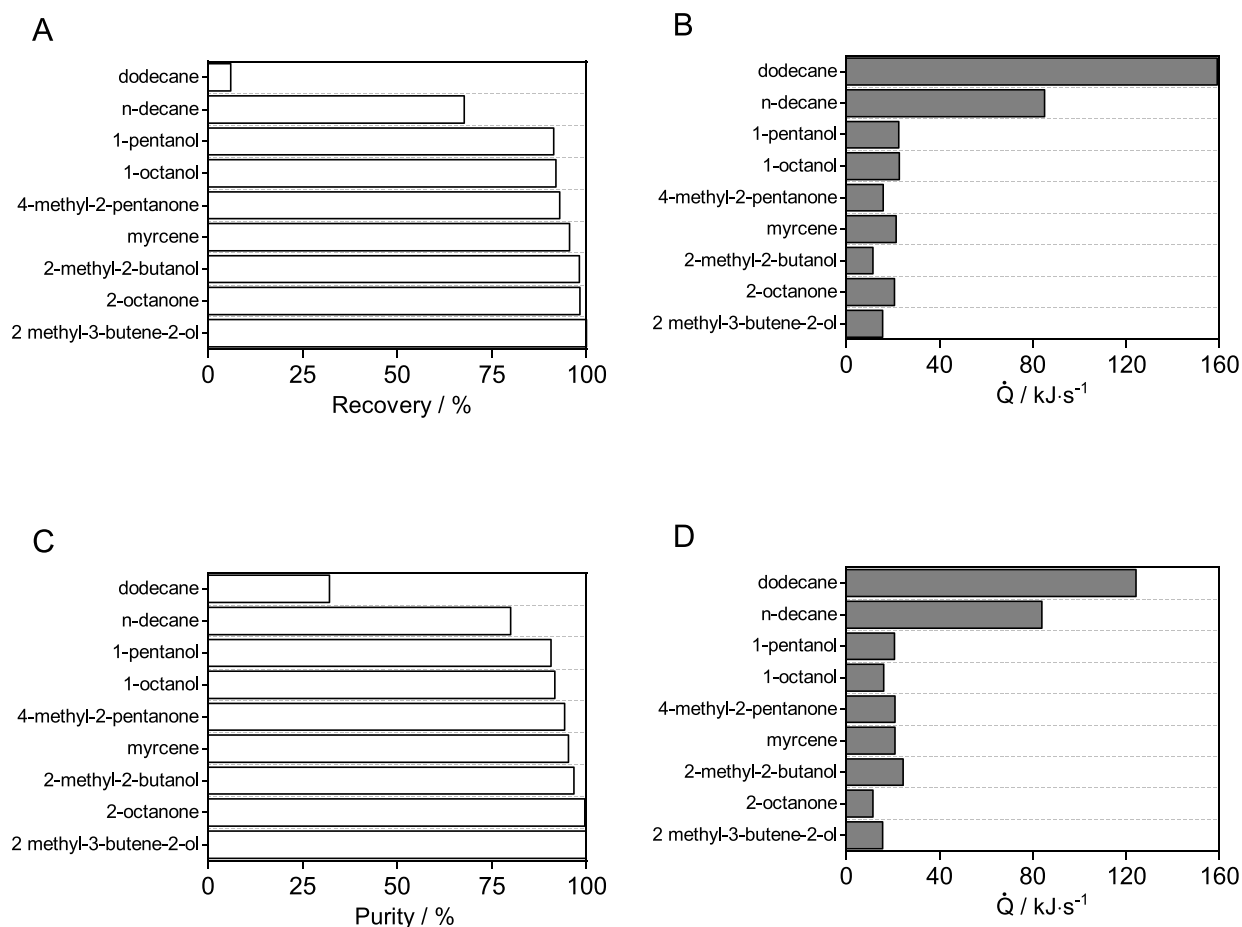 A
dodecane
n-decane
1-pentanol
1-octanol
4-methyl-2-pentanone
myrcene
2-methyl-2-butanol
2-octanone
2 methyl-3-butene-2-ol
0 25 50 75 100
Recovery / %
B
dodecane
n-decane
1-pentanol
1-octanol
4-methyl-2-pentanone
myrcene
2-methyl-2-butanol
2-octanone
2 methyl-3-butene-2-ol
0 40 80 120 160
Q̇ / kJ·s⁻¹
C
dodecane
n-decane
1-pentanol
1-octanol
4-methyl-2-pentanone
myrcene
2-methyl-2-butanol
2-octanone
2 methyl-3-butene-2-ol
0 25 50 75 100
Purity / %
D
dodecane
n-decane
1-pentanol
1-octanol
4-methyl-2-pentanone
myrcene
2-methyl-2-butanol
2-octanone
2 methyl-3-butene-2-ol
0 40 80 120 160
Q̇ / kJ·s⁻¹